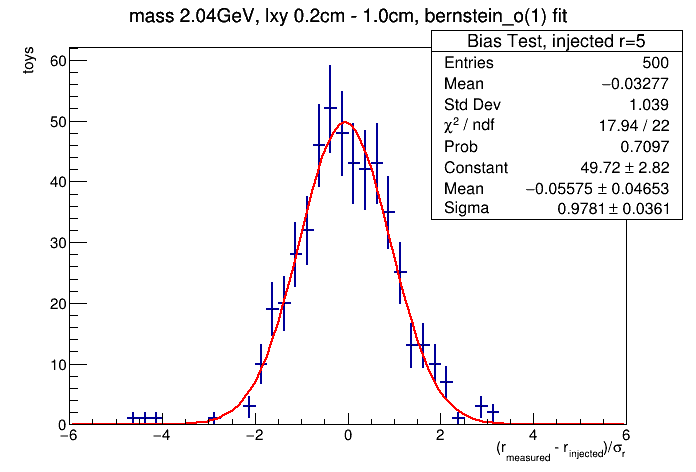 mass 2.04GeV, lxy 0.2cm - 1.0cm, bernstein_o(1) fit
Bias Test, injected r=5
Entries 500
Mean −0.03277
Std Dev 1.039
χ² / ndf 17.94 / 22
Prob 0.7097
Constant 49.72 ± 2.82
Mean −0.05575 ± 0.04653
Sigma 0.9781 ± 0.0361
toys
60
50
40
30
20
10
0
−6 −4 −2 0 2 4 6
(r_measured - r_injected)/σ_r